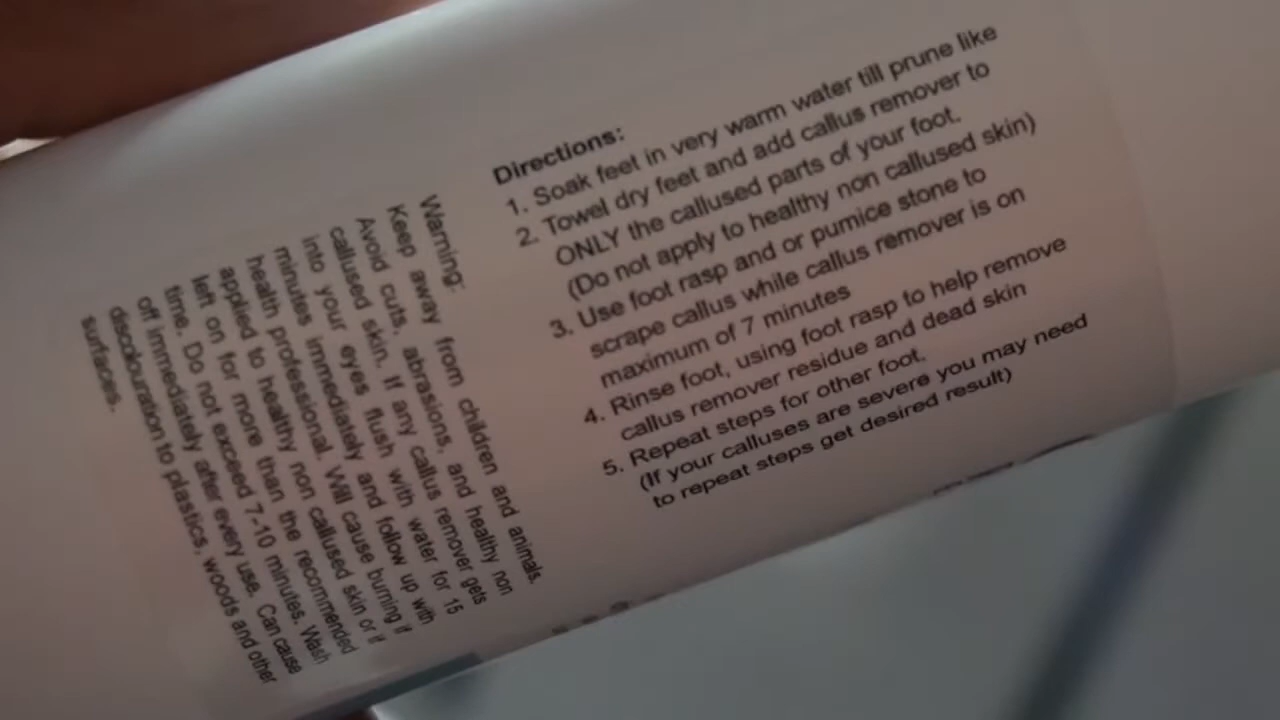 Directions:
1. Soak feet in very warm water till prune like
2. Towel dry feet and add callus remover to
ONLY the callused parts of your foot.
(Do not apply to healthy non callused skin)
3. Use foot rasp and or pumice stone to
scrape callus while callus remover is on
maximum of 7 minutes
4. Rinse foot, using foot rasp to help remove
callus remover residue and dead skin
5. Repeat steps for other foot.
(If your calluses are severe you may need
to repeat steps get desired result)
Warning:
Keep away from children and animals.
Avoid cuts, abrasions, and healthy non
callused skin. If any callus remover gets
into your eyes flush with water for 15
minutes immediately and follow up with
health professional. Will cause burning if
applied to healthy non callused skin or if
left on for more than the recommended
time. Do not exceed 7-10 minutes. Wash
off immediately after every use. Can cause
discolouration to plastics, woods and other
surfaces.